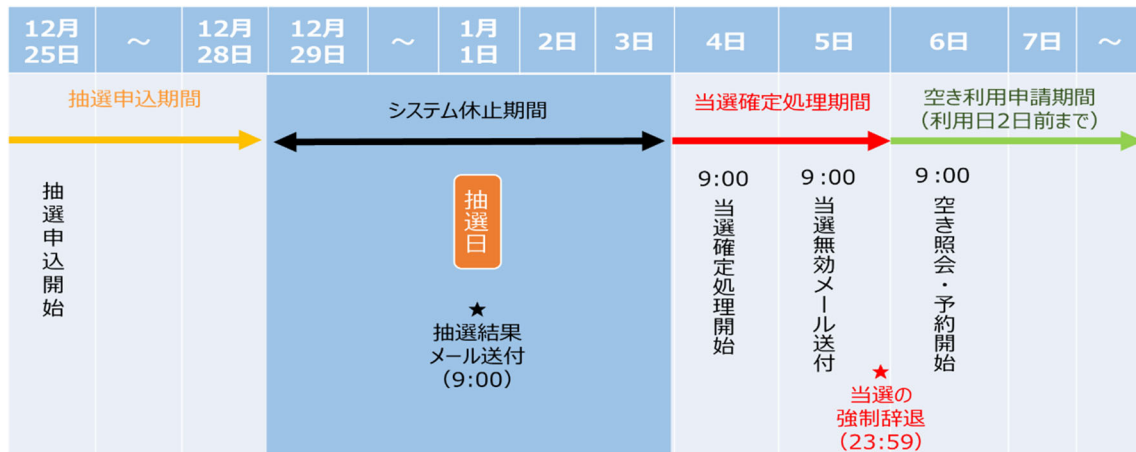 12月
25日
～
12月
28日
12月
29日
～
1月
1日
2日
3日
4日
5日
6日
7日
～
抽選申込期間
システム休止期間
当選確定処理期間
空き利用申請期間
（利用日2日前まで）
抽選申込開始
抽選日
★
抽選結果
メール送付
（9:00）
9:00
当選確定処理開始
9:00
当選無効メール送付
★
当選の
強制辞退
（23:59）
9:00
空き照会・予約開始